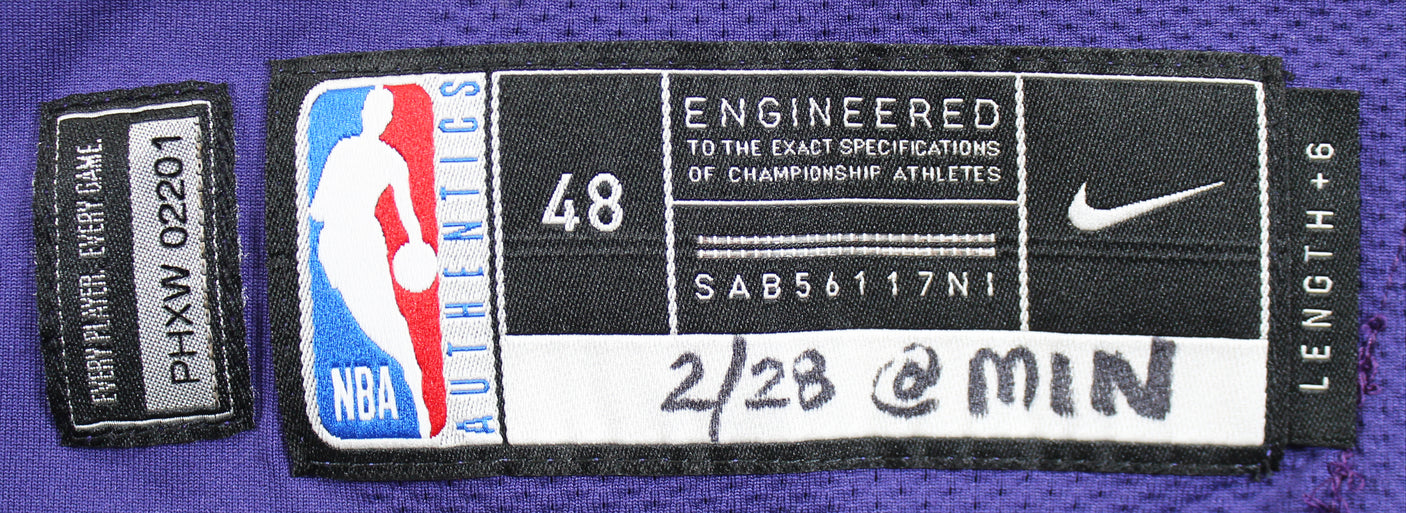 EVERY PLAYER. EVERY GAME.
PHXW 02201
NBA
AUTHENTICS
48
ENGINEERED
TO THE EXACT SPECIFICATIONS
OF CHAMPIONSHIP ATHLETES
SAB56117NI
2/28 @ MIN
LENGTH + 6